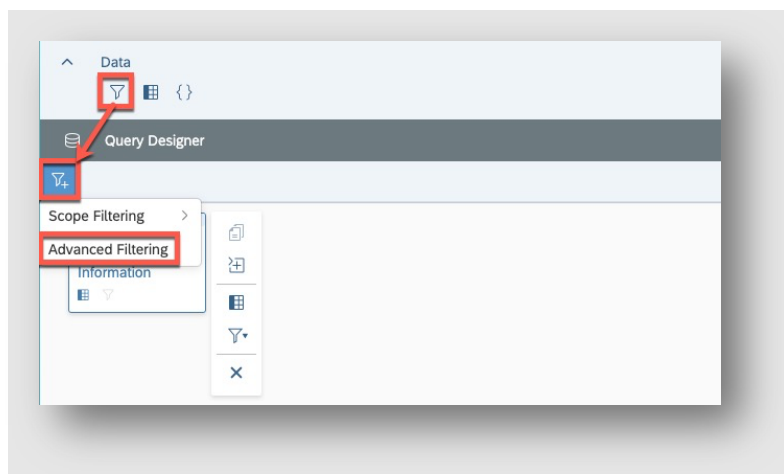 Data
{}
Query Designer
Scope Filtering
Advanced Filtering
Information